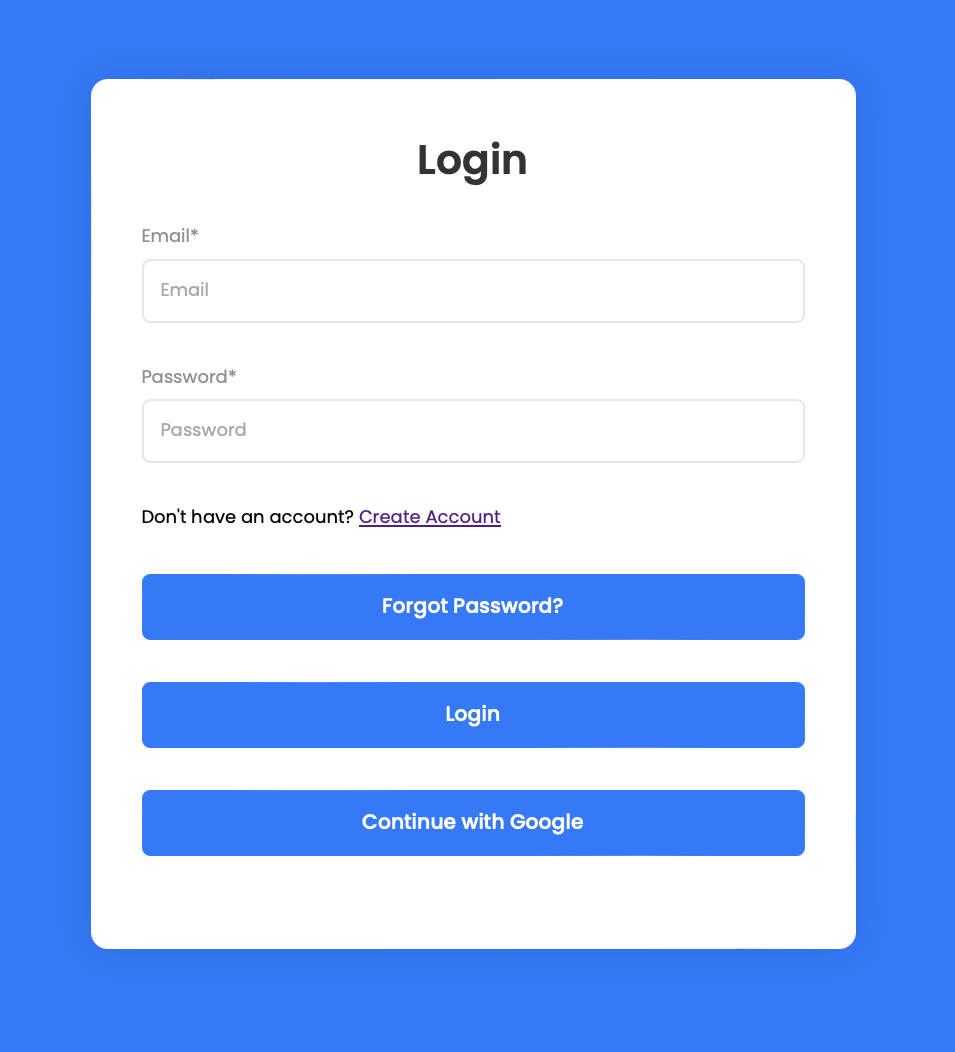 Login
Email*
Email
Password*
Password
Don't have an account? Create Account
Forgot Password?
Login
Continue with Google